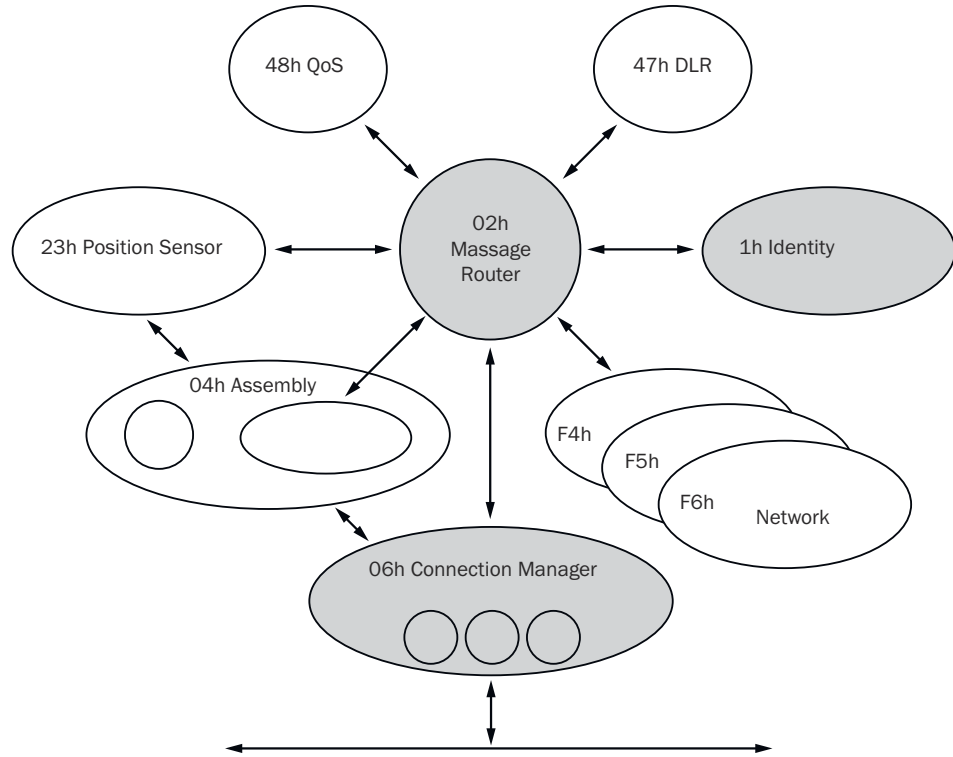 48h QoS
47h DLR
02h
Massage
Router
23h Position Sensor
1h Identity
04h Assembly
F4h
F5h
F6h
Network
06h Connection Manager